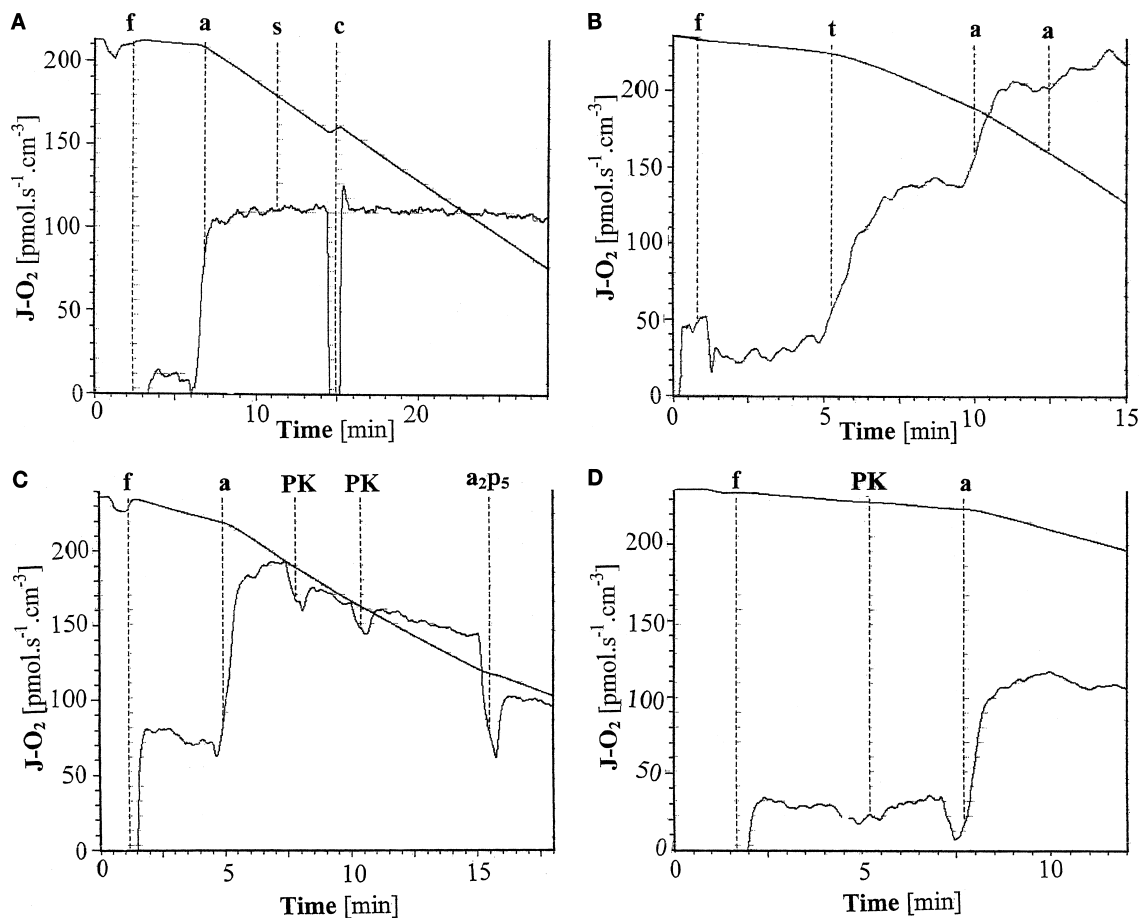 A
f a s c
J-O₂ [pmol.s⁻¹.cm⁻³]
200
150
100
50
0
0 10 20
Time [min]
B
f t a a
J-O₂ [pmol.s⁻¹.cm⁻³]
200
150
100
50
0
0 5 10 15
Time [min]
C
f a PK PK a₂p₅
J-O₂ [pmol.s⁻¹.cm⁻³]
200
150
100
50
0
0 5 10 15
Time [min]
D
f PK a
J-O₂ [pmol.s⁻¹.cm⁻³]
200
150
100
50
0
0 5 10
Time [min]